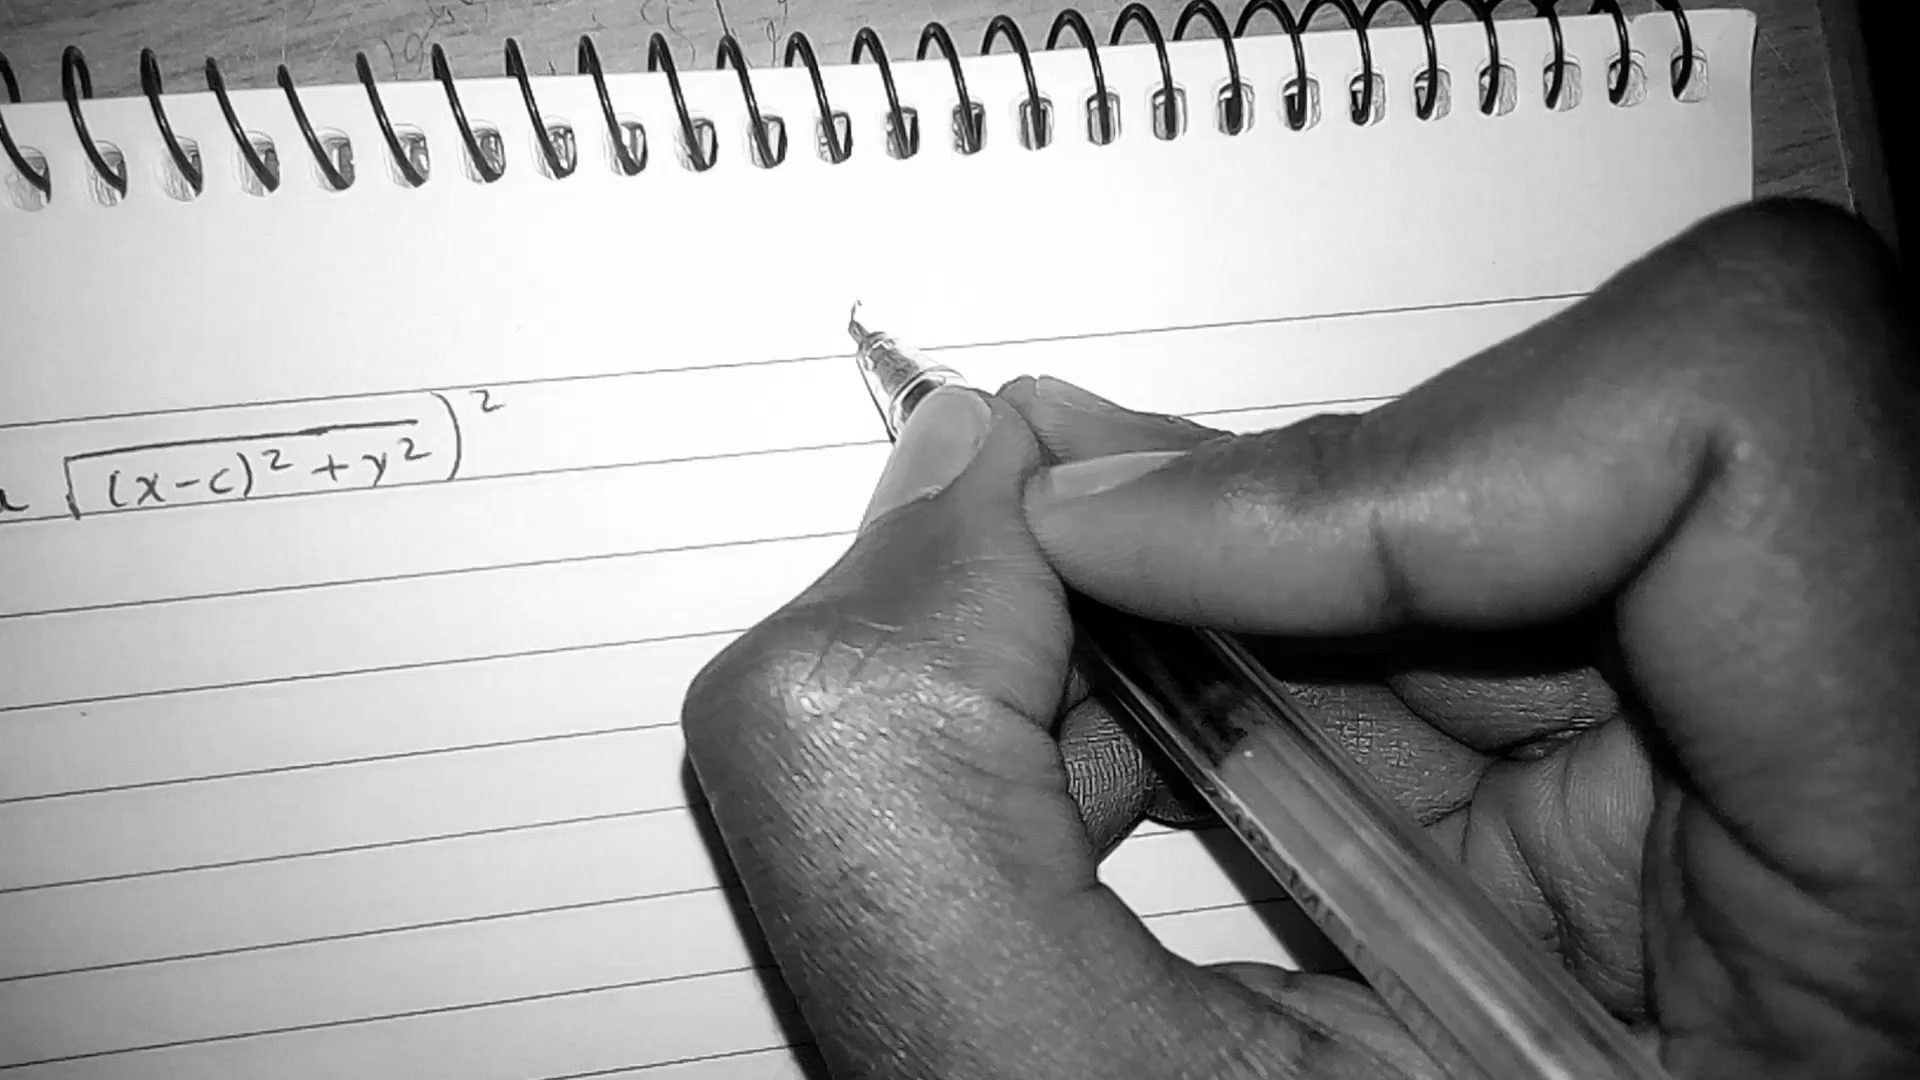 √(x-c)² + y² )²